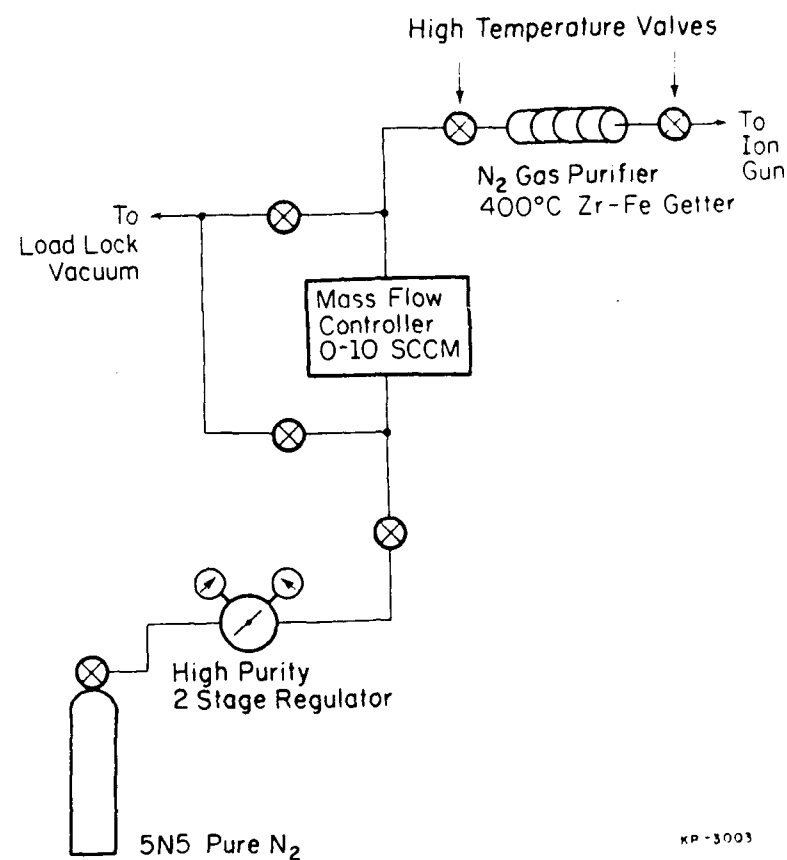 High Temperature Valves
To
Ion
Gun
N₂ Gas Purifier
400°C Zr-Fe Getter
To
Load Lock
Vacuum
Mass Flow
Controller
0-10 SCCM
High Purity
2 Stage Regulator
5N5 Pure N₂
KP-3003